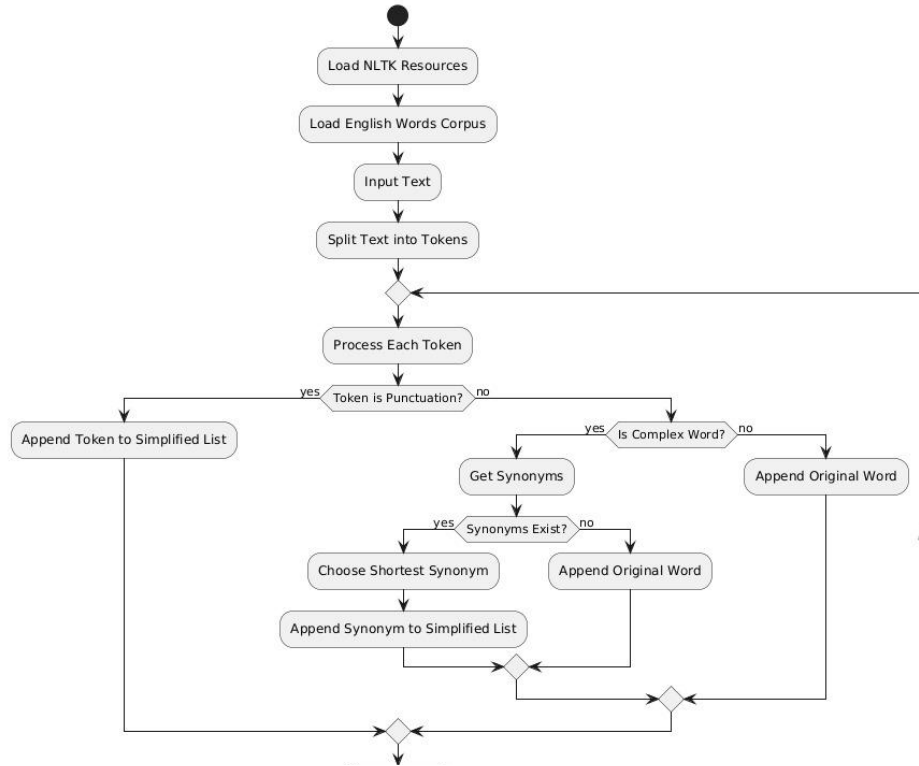 Load NLTK Resources
Load English Words Corpus
Input Text
Split Text into Tokens
Process Each Token
yes
Token is Punctuation?
no
Append Token to Simplified List
yes
Is Complex Word?
no
Get Synonyms
Append Original Word
yes
Synonyms Exist?
no
Choose Shortest Synonym
Append Original Word
Append Synonym to Simplified List